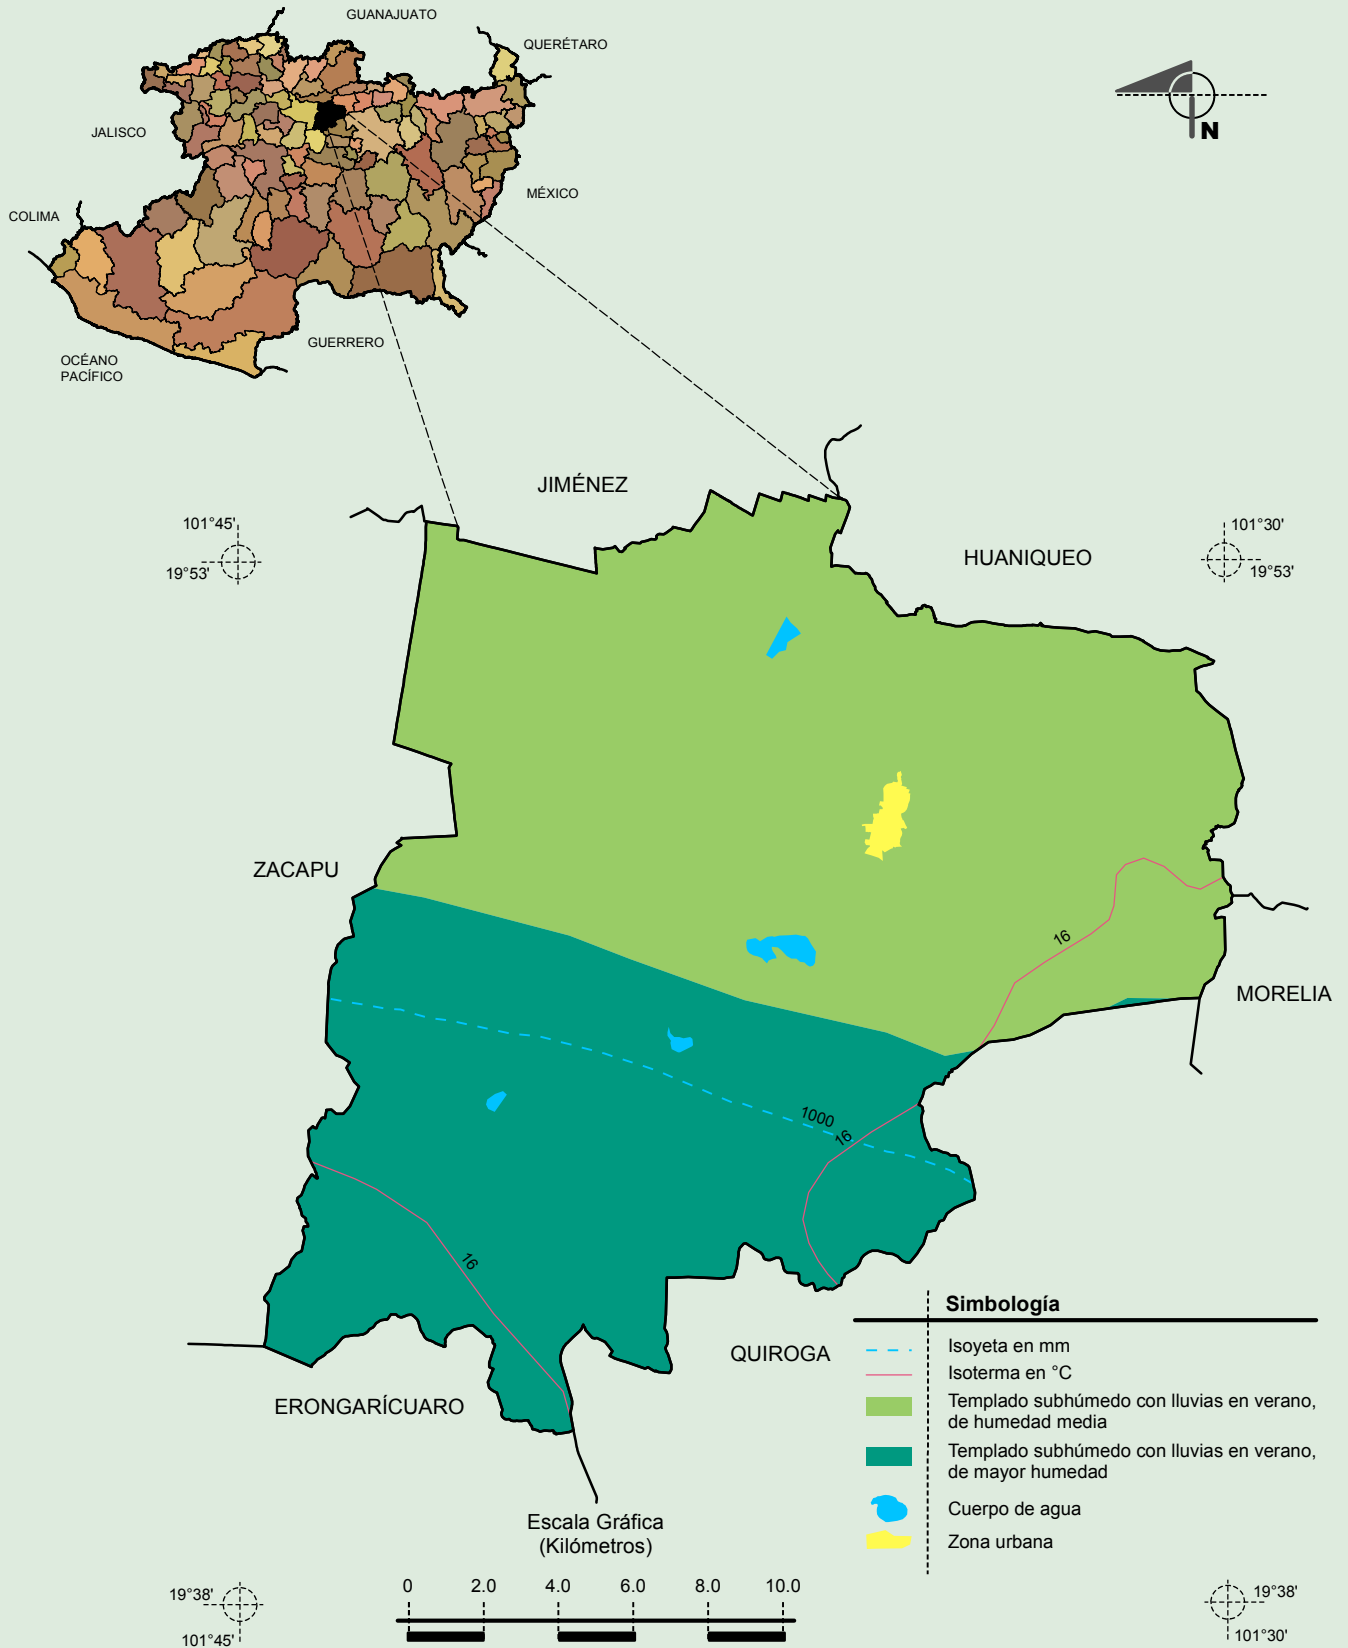 GUANAJUATO
QUERÉTARO
JALISCO
N
MÉXICO
COLIMA
GUERRERO
OCÉANO
PACÍFICO
JIMÉNEZ
101°45'
19°53'
101°30'
19°53'
HUANIQUEO
ZACAPU
16
MORELIA
1000
16
16
QUIROGA
ERONGARÍCUARO
Simbología
Isoyeta en mm
Isoterma en °C
Templado subhúmedo con lluvias en verano,
de humedad media
Templado subhúmedo con lluvias en verano,
de mayor humedad
Cuerpo de agua
Zona urbana
Escala Gráfica
(Kilómetros)
0 2.0 4.0 6.0 8.0 10.0
19°38'
101°45'
19°38'
101°30'